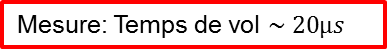 Mesure: Temps de vol ~ 20μs